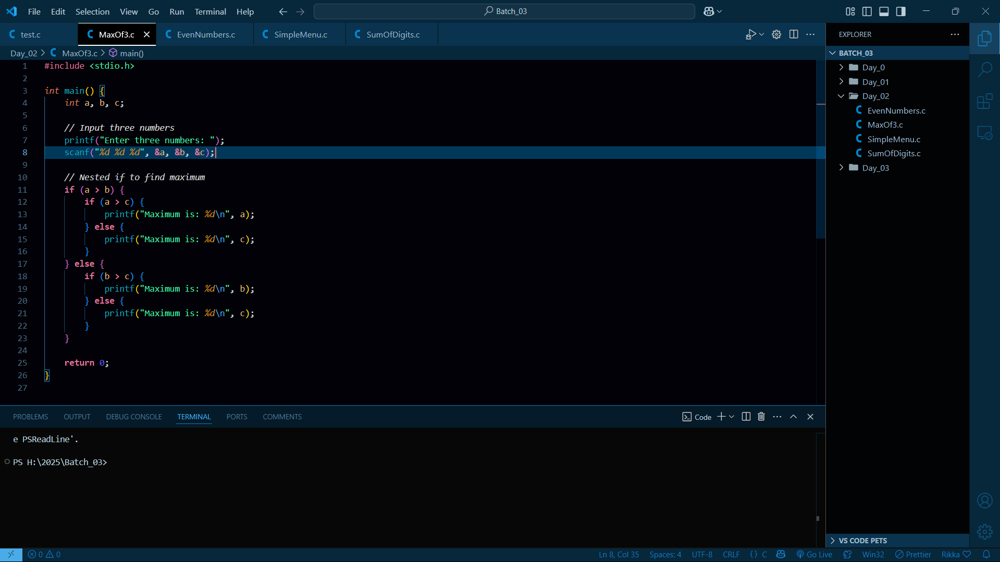 File Edit Selection View Go Run Terminal Help
Batch_03
test.c
MaxOf3.c
EvenNumbers.c
SimpleMenu.c
SumOfDigits.c
Day_02 > MaxOf3.c > main()
1 #include <stdio.h>
2
3 int main() {
4 int a, b, c;
5
6 // Input three numbers
7 printf("Enter three numbers: ");
8 scanf("%d %d %d", &a, &b, &c);
9
10 // Nested if to find maximum
11 if (a > b) {
12 if (a > c) {
13 printf("Maximum is: %d\n", a);
14 } else {
15 printf("Maximum is: %d\n", c);
16 }
17 } else {
18 if (b > c) {
19 printf("Maximum is: %d\n", b);
20 } else {
21 printf("Maximum is: %d\n", c);
22 }
23 }
24
25 return 0;
26 }
27
PROBLEMS OUTPUT DEBUG CONSOLE TERMINAL PORTS COMMENTS
Code
e PSReadLine'.
PS H:\2025\Batch_03>
EXPLORER
BATCH_03
Day_0
Day_01
Day_02
EvenNumbers.c
MaxOf3.c
SimpleMenu.c
SumOfDigits.c
Day_03
VS CODE PETS
0 0
Ln 8, Col 35 Spaces: 4 UTF-8 CRLF {} C Go Live Win32 Prettier Rikka